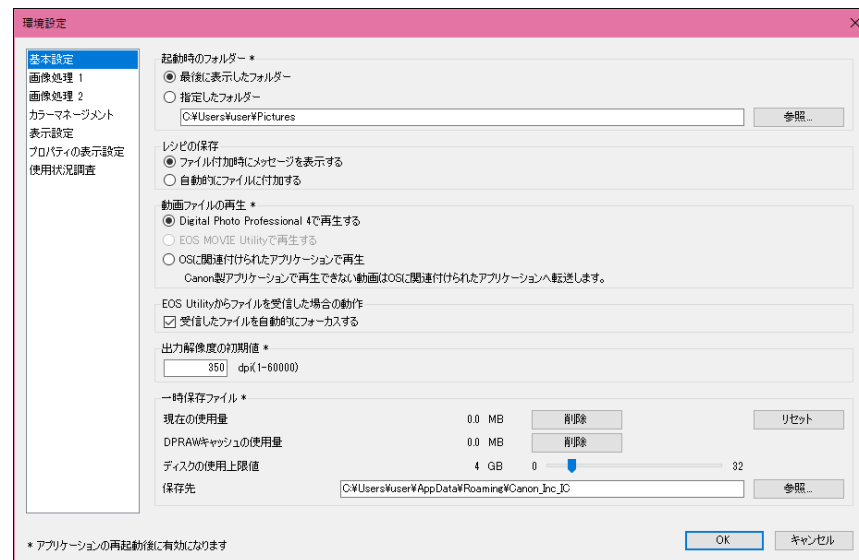 環境設定
基本設定
画像処理 1
画像処理 2
カラーマネージメント
表示設定
プロパティの表示設定
使用状況調査
起動時のフォルダー *
最後に表示したフォルダー
指定したフォルダー
C:¥Users¥user¥Pictures
参照...
レシピの保存
ファイル付加時にメッセージを表示する
自動的にファイルに付加する
動画ファイルの再生 *
Digital Photo Professional 4で再生する
EOS MOVIE Utilityで再生する
OSに関連付けられたアプリケーションで再生
Canon製アプリケーションで再生できない動画はOSに関連付けられたアプリケーションへ転送します。
EOS Utilityからファイルを受信した場合の動作
受信したファイルを自動的にフォーカスする
出力解像度の初期値 *
350 dpi(1-60000)
一時保存ファイル *
現在の使用量 0.0 MB 削除 リセット
DPRAWキャッシュの使用量 0.0 MB 削除
ディスクの使用上限値 4 GB 0 32
保存先 C:¥Users¥user¥AppData¥Roaming¥Canon_Inc_IC 参照...
* アプリケーションの再起動後に有効になります
OK キャンセル